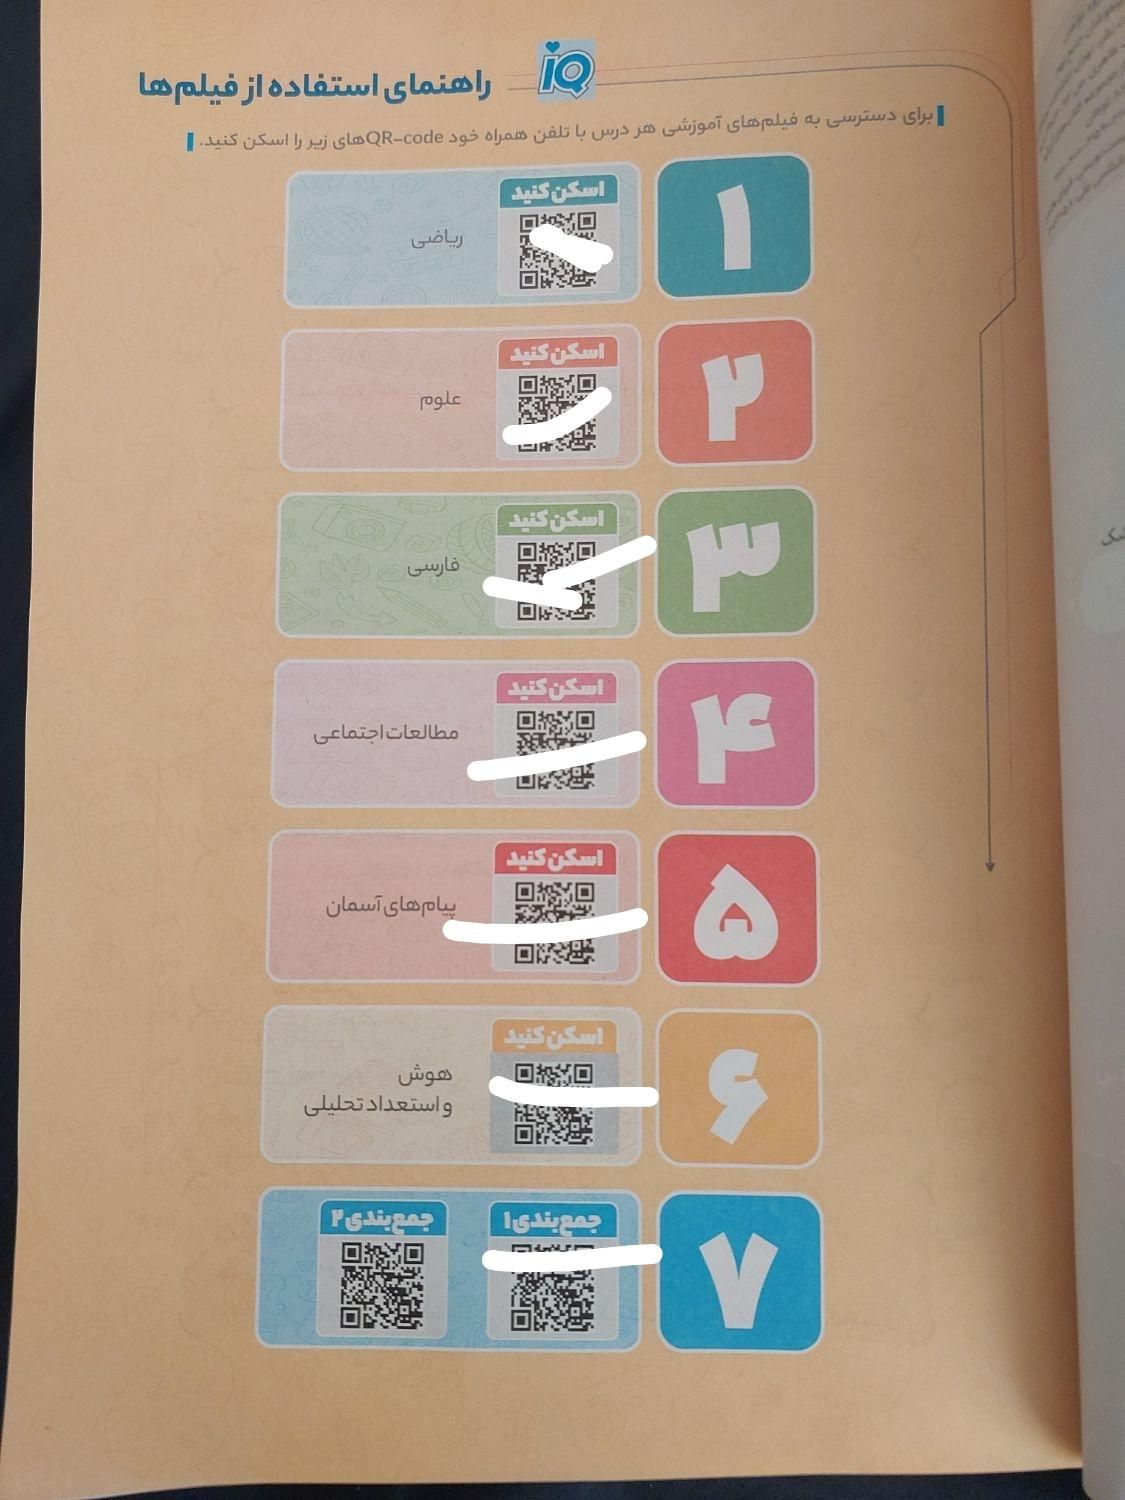 iQ
راهنمای استفاده از فیلم‌ها
برای دسترسی به فیلم‌های آموزشی هر درس با تلفن همراه خود QR-codeهای زیر را اسکن کنید.
۱
اسکن کنید
ریاضی
۲
اسکن کنید
علوم
۳
اسکن کنید
فارسی
۴
اسکن کنید
مطالعات اجتماعی
۵
اسکن کنید
پیام‌های آسمان
۶
اسکن کنید
هوش
و استعداد تحلیلی
۷
جمع‌بندی ۱
جمع‌بندی ۲